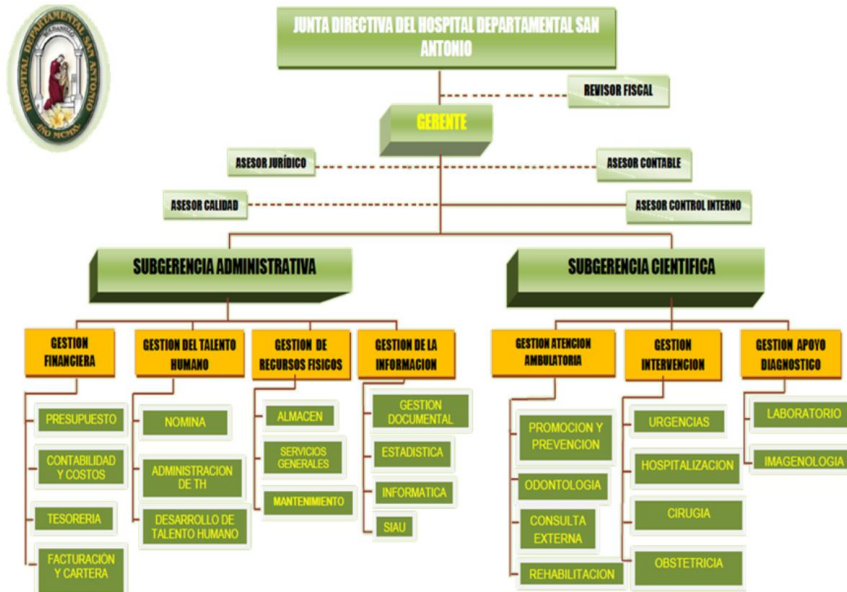 HOSPITAL DEPARTAMENTAL SAN ANTONIO
JUNTA DIRECTIVA DEL HOSPITAL DEPARTAMENTAL SAN
ANTONIO
REVISOR FISCAL
GERENTE
ASESOR JURÍDICO
ASESOR CONTABLE
ASESOR CALIDAD
ASESOR CONTROL INTERNO
SUBGERENCIA ADMINISTRATIVA
SUBGERENCIA CIENTIFICA
GESTION
FINANCIERA
GESTION DEL TALENTO
HUMANO
GESTION DE
RECURSOS FISICOS
GESTION DE LA
INFORMACION
GESTION ATENCION
AMBULATORIA
GESTION
INTERVENCION
GESTION APOYO
DIAGNOSTICO
PRESUPUESTO
CONTABILIDAD
Y COSTOS
TESORERIA
FACTURACIÓN
Y CARTERA
NOMINA
ADMINISTRACION
DE TH
DESARROLLO DE
TALENTO HUMANO
ALMACEN
SERVICIOS
GENERALES
MANTENIMIENTO
GESTION
DOCUMENTAL
ESTADISTICA
INFORMATICA
SIAU
PROMOCION Y
PREVENCION
ODONTOLOGIA
CONSULTA
EXTERNA
REHABILITACION
URGENCIAS
HOSPITALIZACION
CIRUGIA
OBSTETRICIA
LABORATORIO
IMAGENOLOGIA